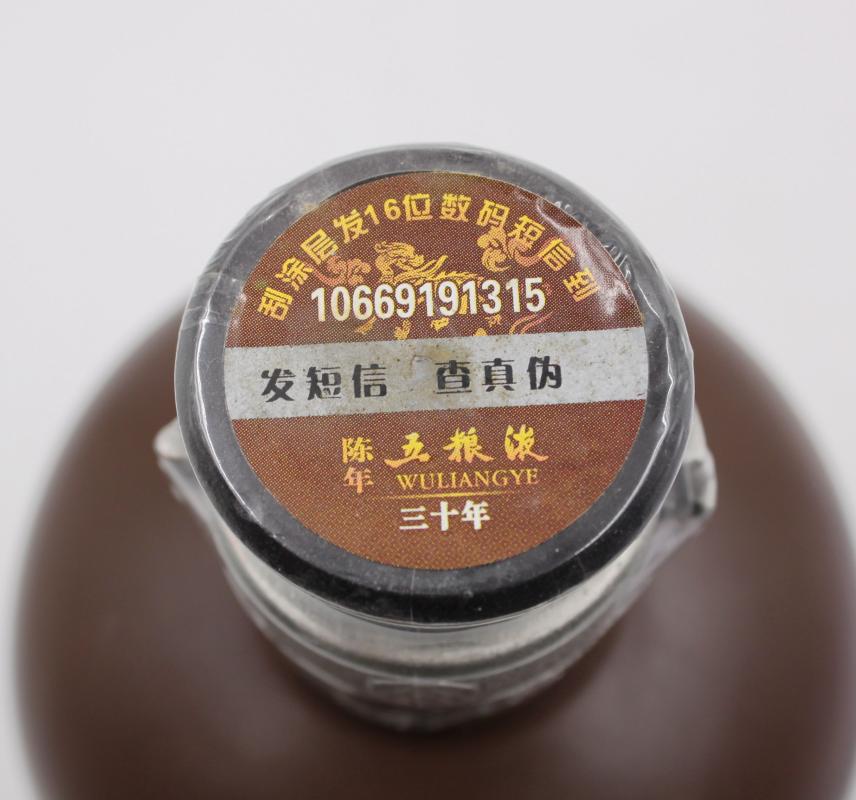 刮涂层发16位数码短信到
10669191315
发短信 查真伪
陈年 五粮液
WULIANGYE
三十年